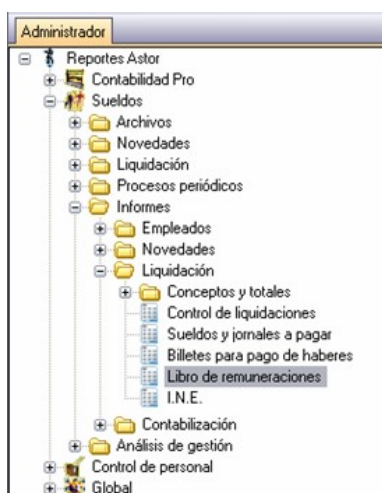 Administrador
Reportes Astor
Contabilidad Pro
Sueldos
Archivos
Novedades
Liquidación
Procesos periódicos
Informes
Empleados
Novedades
Liquidación
Conceptos y totales
Control de liquidaciones
Sueldos y jornales a pagar
Billetes para pago de haberes
Libro de remuneraciones
I.N.E.
Contabilización
Análisis de gestión
Control de personal
Global